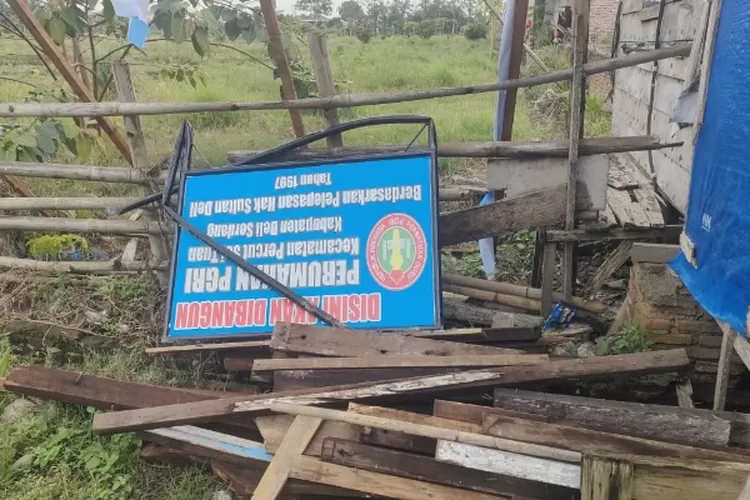 DISINI AKAN DIBANGUN
PERUMAHAN PGRI
Kecamatan Percut Sei Tuan
Kabupaten Deli Serdang
Berdasarkan Pelepasan Hak Sultan Deli
Tahun 1997